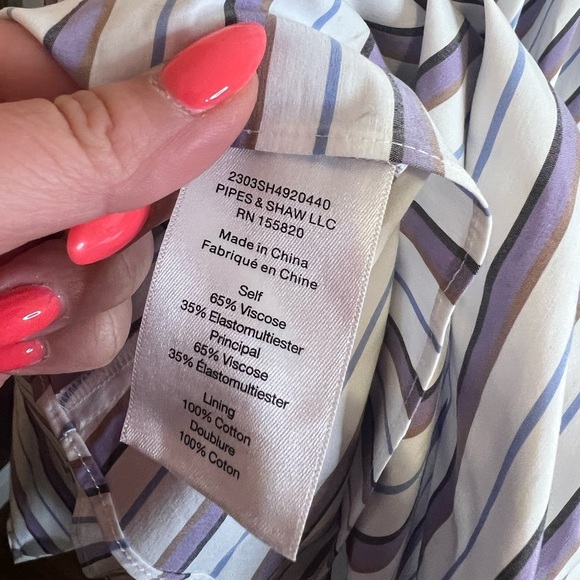 2303SH4920440
PIPES & SHAW LLC
RN 155820
Made in China
Fabriqué en Chine
Self
65% Viscose
35% Elastomultiester
Principal
65% Viscose
35% Élastomultiester
Lining
100% Cotton
Doublure
100% Coton